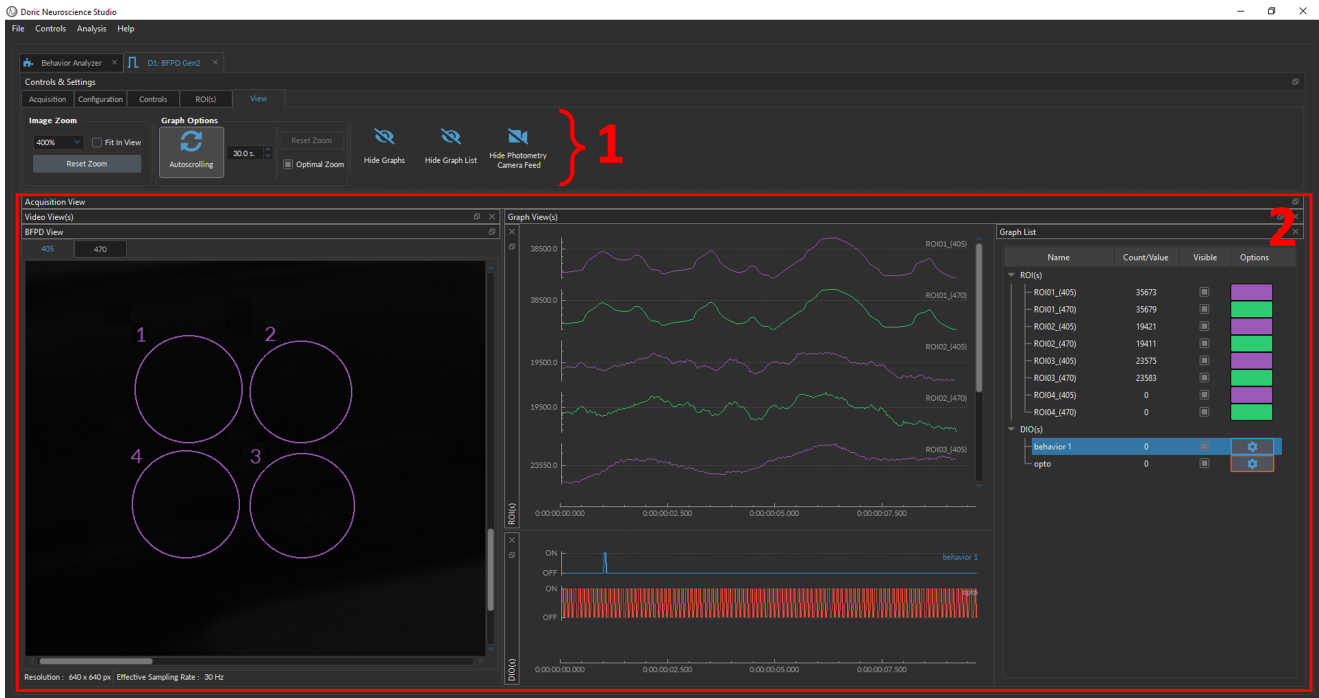 Doric Neuroscience Studio
File Controls Analysis Help
Behavior Analyzer D1: BFPD Gen2
Controls & Settings
Acquisition Configuration Controls ROI(s) View
Image Zoom Graph Options
400% Fit In View
Reset Zoom
Autoscrolling
30.0 s.
Reset Zoom
Optimal Zoom
Hide Graphs
Hide Graph List
Hide Photometry
Camera Feed
1
Acquisition View
Video View(s)
BFPD View
405 470
1 2
4 3
Resolution : 640 x 640 px Effective Sampling Rate : 30 Hz
Graph View(s)
38500.0 ROI01_(405)
38500.0 ROI01_(470)
19500.0 ROI02_(405)
19500.0 ROI02_(470)
23550.0 ROI03_(405)
ROI(s)
0:00:00:00.000 0:00:00:02.500 0:00:00:05.000 0:00:00:07.500
ON behavior 1
OFF
ON opto
OFF
DIO(s)
0:00:00:00.000 0:00:00:02.500 0:00:00:05.000 0:00:00:07.500
2
Graph List
Name Count/Value Visible Options
ROI(s)
ROI01_(405) 35673
ROI01_(470) 35679
ROI02_(405) 19421
ROI02_(470) 19411
ROI03_(405) 23575
ROI03_(470) 23583
ROI04_(405) 0
ROI04_(470) 0
DIO(s)
behavior 1 0
opto 0